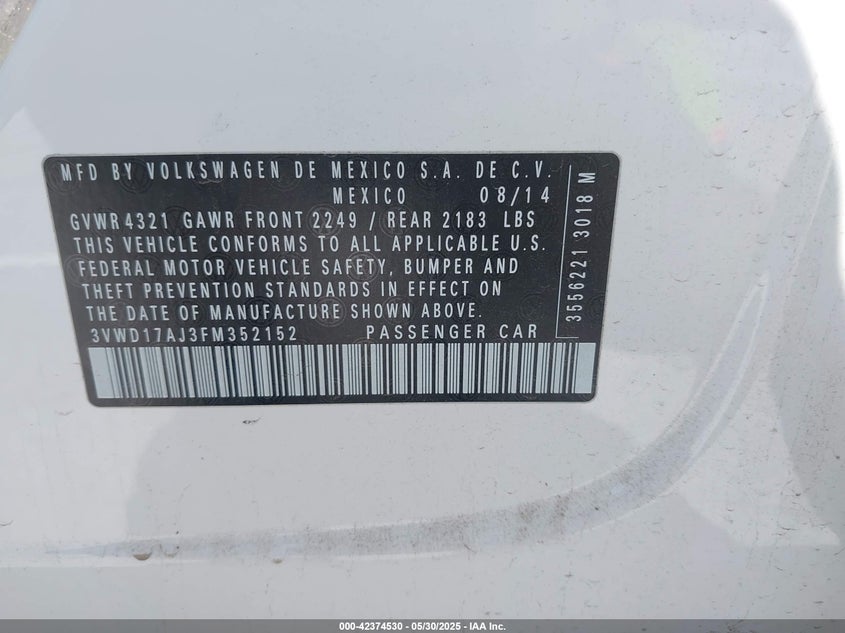 MFD BY VOLKSWAGEN DE MEXICO S.A. DE C.V.
MEXICO 08/14
GVWR 4321 GAWR FRONT 2249 / REAR 2183 LBS
THIS VEHICLE CONFORMS TO ALL APPLICABLE U.S.
FEDERAL MOTOR VEHICLE SAFETY, BUMPER AND
THEFT PREVENTION STANDARDS IN EFFECT ON
THE DATE OF MANUFACTURE SHOWN ABOVE.
3VWD17AJ3FM352152 PASSENGER CAR
3556221 3018 M
000-42374530 - 05/30/2025 - IAA Inc.